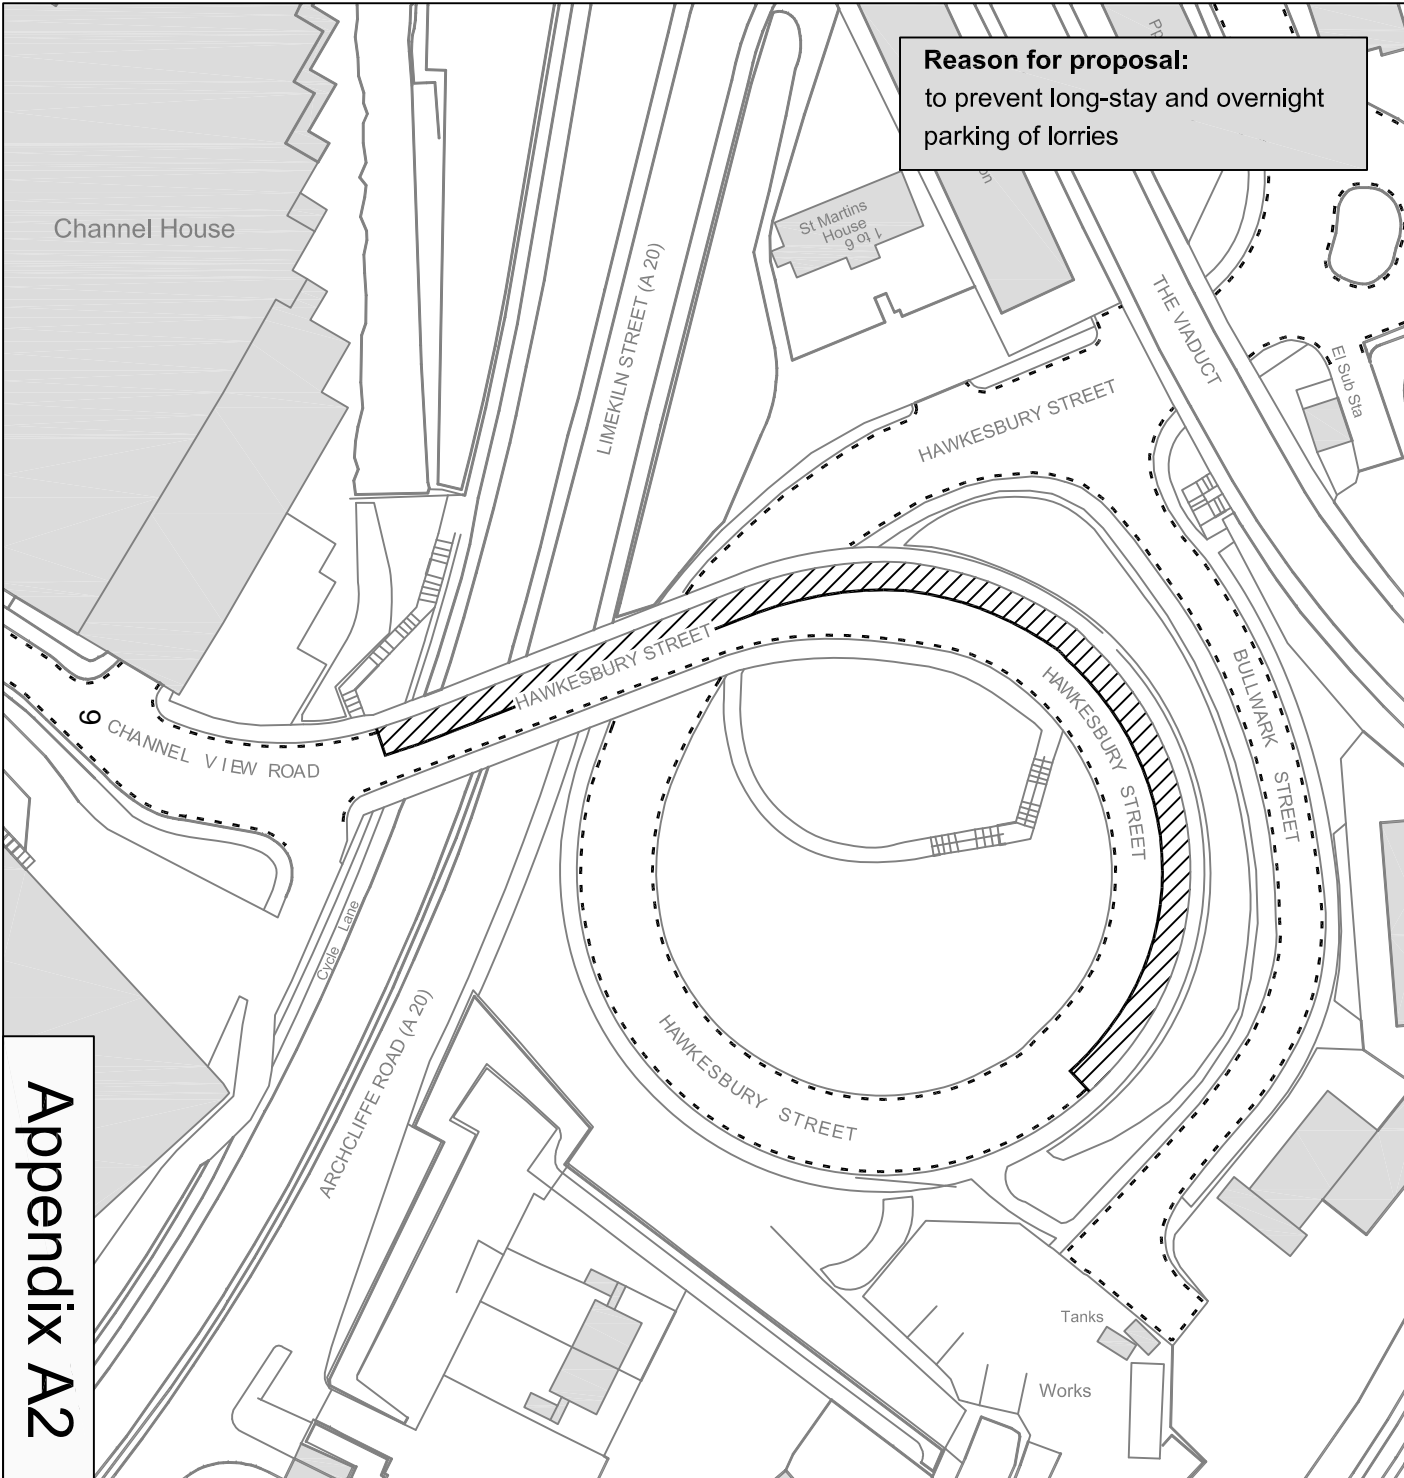 Reason for proposal:
to prevent long-stay and overnight
parking of lorries
Channel House
St Martins
House
1 to 6
LIMEKILN STREET (A 20)
THE VIADUCT
El Sub Sta
HAWKESBURY STREET
HAWKESBURY STREET
HAWKESBURY STREET
BULLWARK STREET
9
CHANNEL VIEW ROAD
Cycle Lane
ARCHCLIFFE ROAD (A 20)
HAWKESBURY STREET
Tanks
Works
Appendix A2